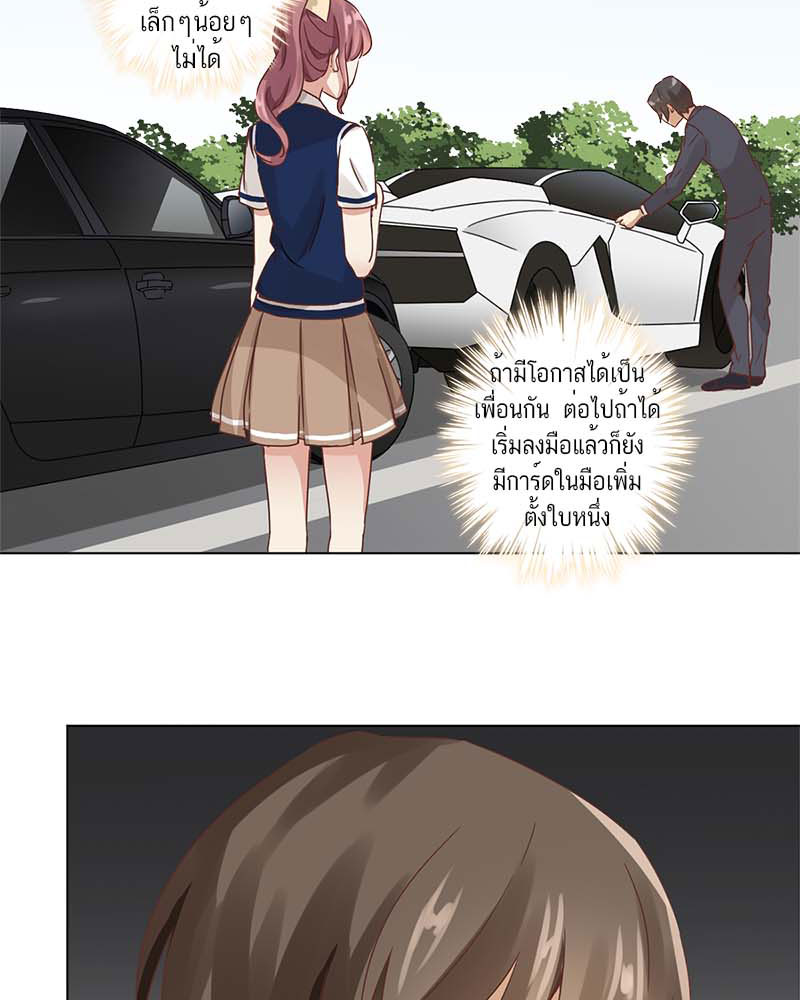 เล็กๆน้อยๆ
ไม่ได้
ถ้ามีโอกาสได้เป็น
เพื่อนกัน ต่อไปถ้าได้
เริ่มลงมือแล้วก็ยัง
มีการ์ดในมือเพิ่ม
ตั้งใบหนึ่ง